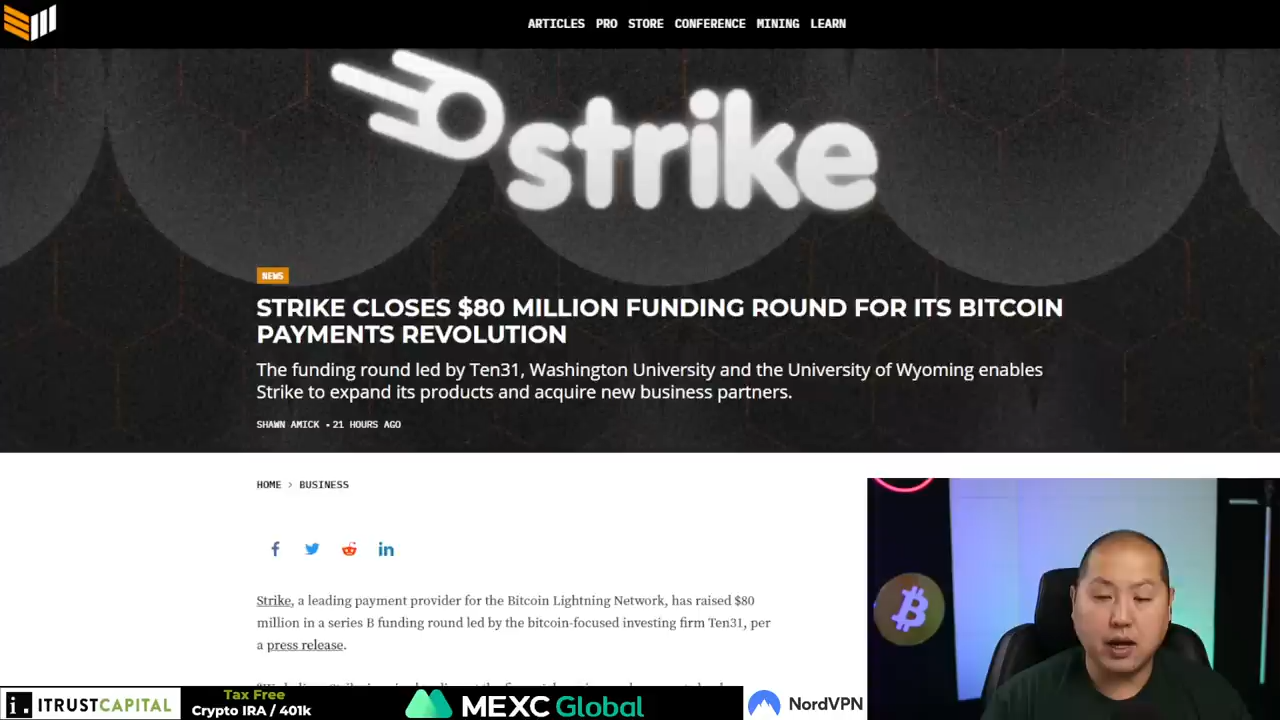 ARTICLES PRO STORE CONFERENCE MINING LEARN
strike
NEWS
STRIKE CLOSES $80 MILLION FUNDING ROUND FOR ITS BITCOIN
PAYMENTS REVOLUTION
The funding round led by Ten31, Washington University and the University of Wyoming enables
Strike to expand its products and acquire new business partners.
SHAWN AMICK • 21 HOURS AGO
HOME > BUSINESS
Strike, a leading payment provider for the Bitcoin Lightning Network, has raised $80
million in a series B funding round led by the bitcoin-focused investing firm Ten31, per
a press release.
i. ITRUSTCAPITAL
Tax Free
Crypto IRA / 401k
MEXC Global
NordVPN